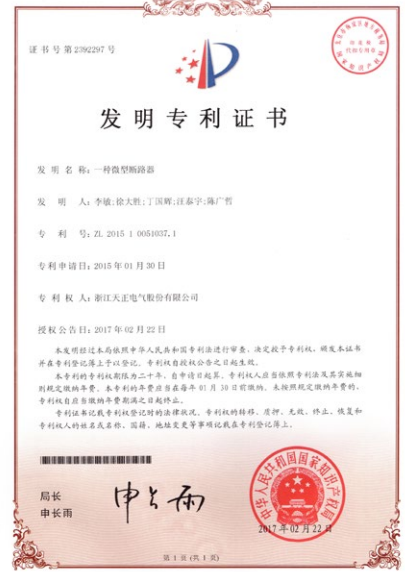 证书号第2392297号
发明专利证书
发 明 名 称:一种微型断路器
发 明 人:李敏;徐大胜;丁国辉;汪泰宇;陈广哲
专 利 号:ZL 2015 1 0051037.1
专利申请日:2015年01月30日
专 利 权 人:浙江天正电气股份有限公司
授权公告日:2017年02月22日
本发明经过本局依照中华人民共和国专利法进行审查,决定授予专利权,颁发本证书
并在专利登记簿上予以登记。专利权自授权公告之日起生效。
本专利的专利权期限为二十年,自申请日起算。专利权人应当依照专利法及其实施细
则规定缴纳年费。本专利的年费应当在每年01月30日前缴纳。未按照规定缴纳年费的,
专利权自应当缴纳年费期满之日起终止。
专利证书记载专利权登记时的法律状况。专利权的转移、质押、无效、终止、恢复和
专利权人的姓名或名称、国籍、地址变更等事项记载在专利登记簿上。
局长
申长雨
申长雨
中华人民共和国国家知识产权局
2017年02月22日
第1页(共1页)